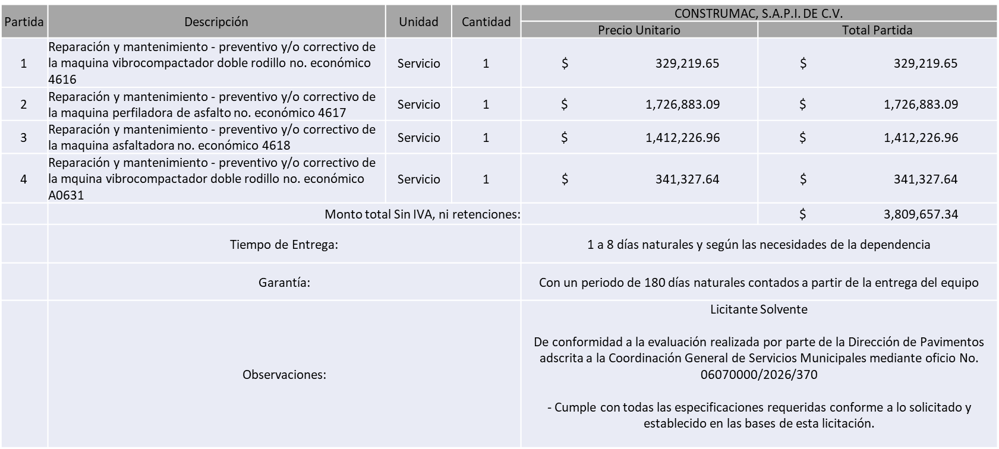 CONSTRUMAC, S.A.P.I. DE C.V.
Partida Descripción Unidad Cantidad Precio Unitario Total Partida
Reparación y mantenimiento - preventivo y/o correctivo de
la maquina vibrocompactador doble rodillo no. económico
4616
1 Servicio 1 $ 329,219.65 $ 329,219.65
Reparación y mantenimiento - preventivo y/o correctivo de
la maquina perfiladora de asfalto no. económico 4617
2 Servicio 1 $ 1,726,883.09 $ 1,726,883.09
Reparación y mantenimiento - preventivo y/o correctivo de
la maquina asfaltadora no. económico 4618
3 Servicio 1 $ 1,412,226.96 $ 1,412,226.96
Reparación y mantenimiento - preventivo y/o correctivo de
la mquina vibrocompactador doble rodillo no. económico
A0631
4 Servicio 1 $ 341,327.64 $ 341,327.64
Monto total Sin IVA, ni retenciones: $ 3,809,657.34
Tiempo de Entrega: 1 a 8 días naturales y según las necesidades de la dependencia
Garantía: Con un periodo de 180 días naturales contados a partir de la entrega del equipo
Observaciones:
Licitante Solvente
De conformidad a la evaluación realizada por parte de la Dirección de Pavimentos
adscrita a la Coordinación General de Servicios Municipales mediante oficio No.
06070000/2026/370
- Cumple con todas las especificaciones requeridas conforme a lo solicitado y
establecido en las bases de esta licitación.